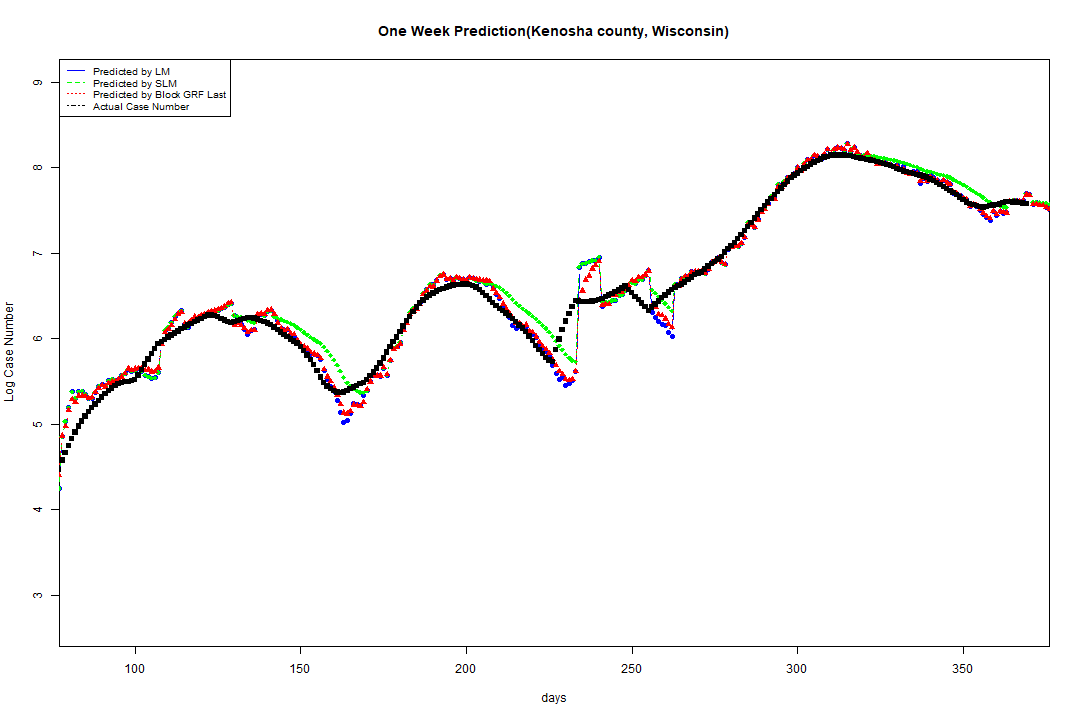 One Week Prediction(Kenosha county, Wisconsin)
Predicted by LM
Predicted by SLM
Predicted by Block GRF Last
Actual Case Number
9
8
7
6
5
4
3
Log Case Number
100 150 200 250 300 350
days